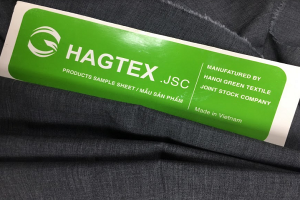 HAGTEX .JSC
PRODUCTS SAMPLE SHEET / MẪU SẢN PHẨM
MANUFATURED BY
HANOI GREEN TEXTILE
JOINT STOCK COMPANY
Made in Vietnam